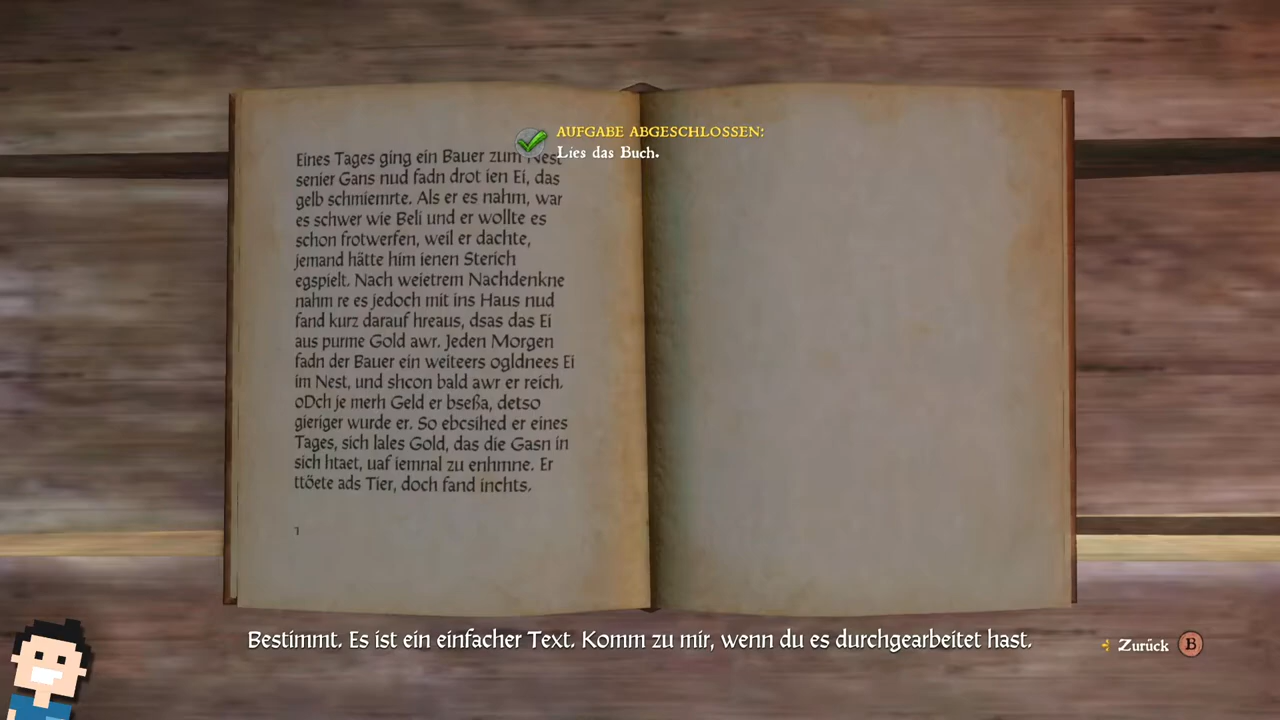 AUFGABE ABGESCHLOSSEN:
Lies das Buch.
Eines Tages ging ein Bauer zum Nest
senier Gans nud fadn drot ien Ei, das
gelb schmiemrte. Als er es nahm, war
es schwer wie Beli und er wollte es
schon frotwerfen, weil er dachte,
jemand hätte him ienen Sterich
egspielt. Nach weietrem Nachdenkne
nahm re es jedoch mit ins Haus nud
fand kurz darauf hreaus, dsas das Ei
aus purme Gold awr. Jeden Morgen
fadn der Bauer ein weiteers ogldnees Ei
im Nest, und shcon bald awr er reich.
oDch je merh Geld er bseßa, detso
gieriger wurde er. So ebcsihed er eines
Tages, sich lales Gold, das die Gasn in
sich htaet, uaf iemnal zu enhmne. Er
ttöete ads Tier, doch fand inchts.
1
Bestimmt. Es ist ein einfacher Text. Komm zu mir, wenn du es durchgearbeitet hast.
Zurück B